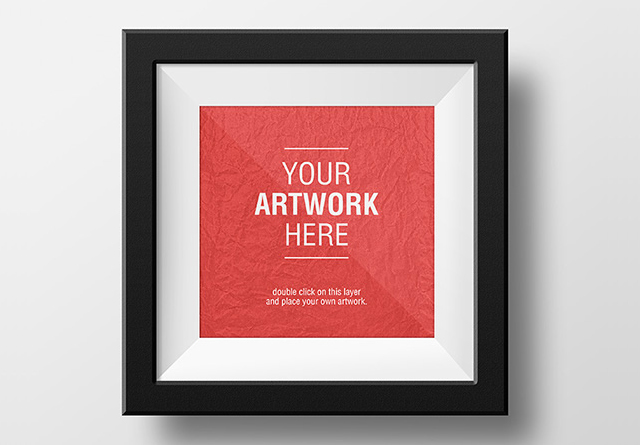 YOUR
ARTWORK
HERE
double click on this layer
and place your own artwork.